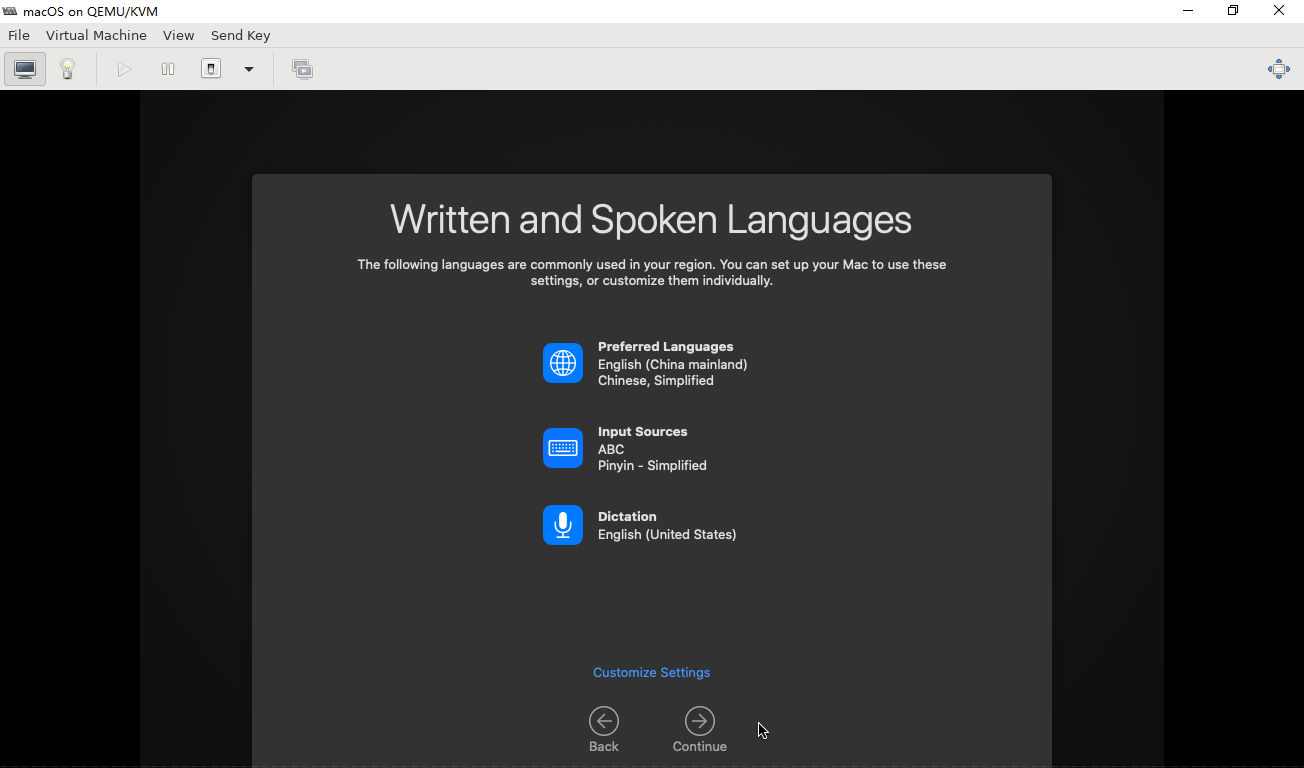 macOS on QEMU/KVM
File Virtual Machine View Send Key
Written and Spoken Languages
The following languages are commonly used in your region. You can set up your Mac to use these
settings, or customize them individually.
Preferred Languages
English (China mainland)
Chinese, Simplified
Input Sources
ABC
Pinyin - Simplified
Dictation
English (United States)
Customize Settings
Back Continue